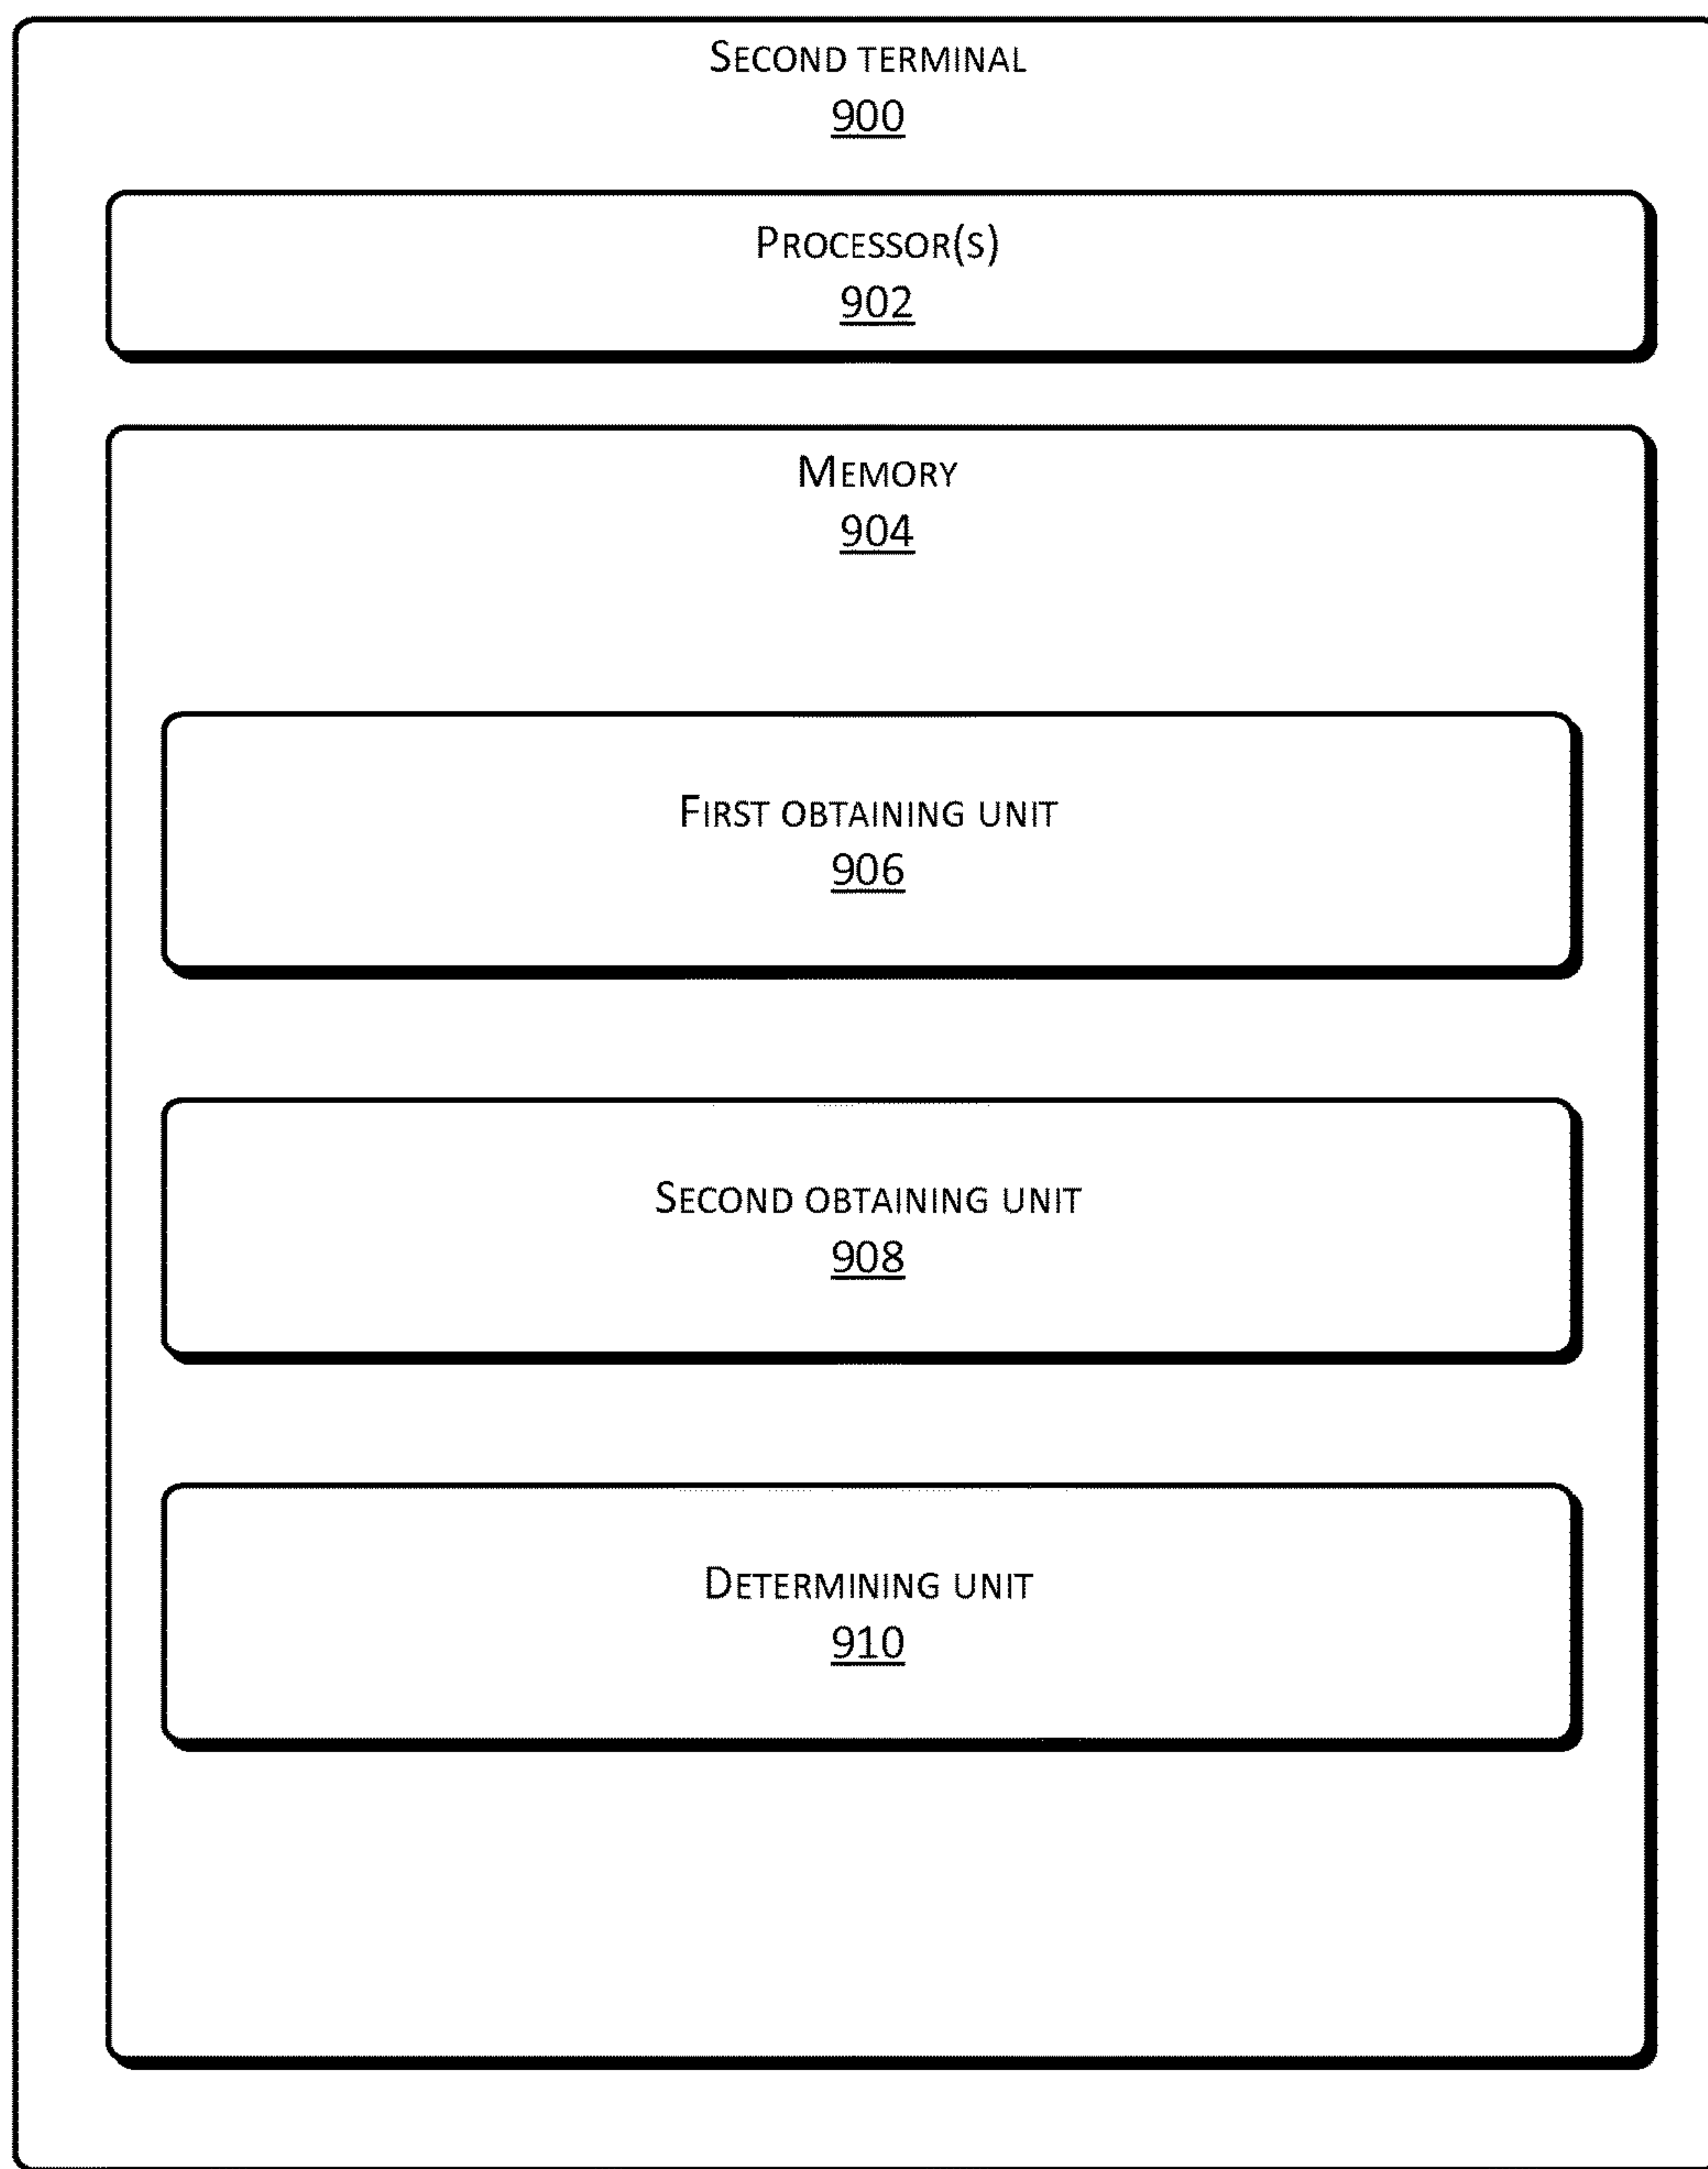 Second terminal
900
Processor(s)
902
Memory
904
First obtaining unit
906
Second obtaining unit
908
Determining unit
910